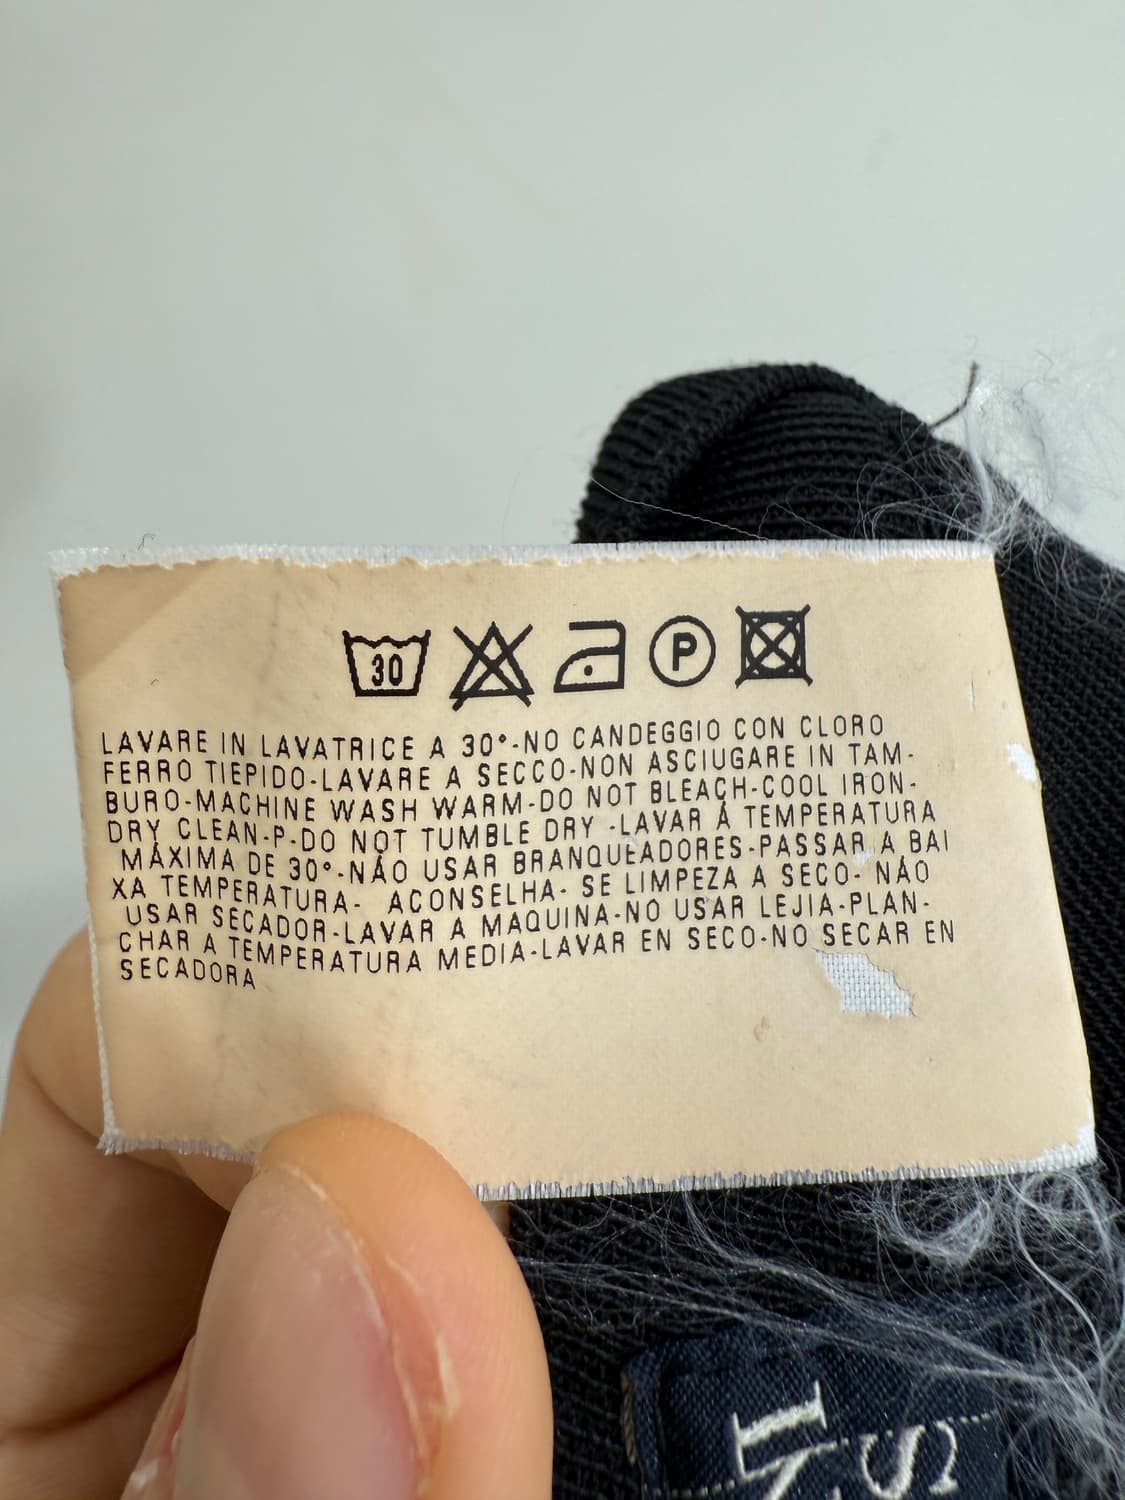 30
P
LAVARE IN LAVATRICE A 30°-NO CANDEGGIO CON CLORO
FERRO TIEPIDO-LAVARE A SECCO-NON ASCIUGARE IN TAM-
BURO-MACHINE WASH WARM-DO NOT BLEACH-COOL IRON-
DRY CLEAN-P-DO NOT TUMBLE DRY -LAVAR Á TEMPERATURA
MÁXIMA DE 30°-NÃO USAR BRANQUEADORES-PASSAR A BAI
XA TEMPERATURA- ACONSELHA- SE LIMPEZA A SECO- NÃO
USAR SECADOR-LAVAR A MAQUINA-NO USAR LEJIA-PLAN-
CHAR A TEMPERATURA MEDIA-LAVAR EN SECO-NO SECAR EN
SECADORA